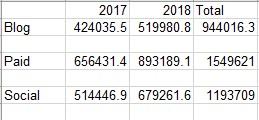 2017 2018 Total
Blog 424035.5 519980.8 944016.3
Paid 656431.4 893189.1 1549621
Social 514446.9 679261.6 1193709